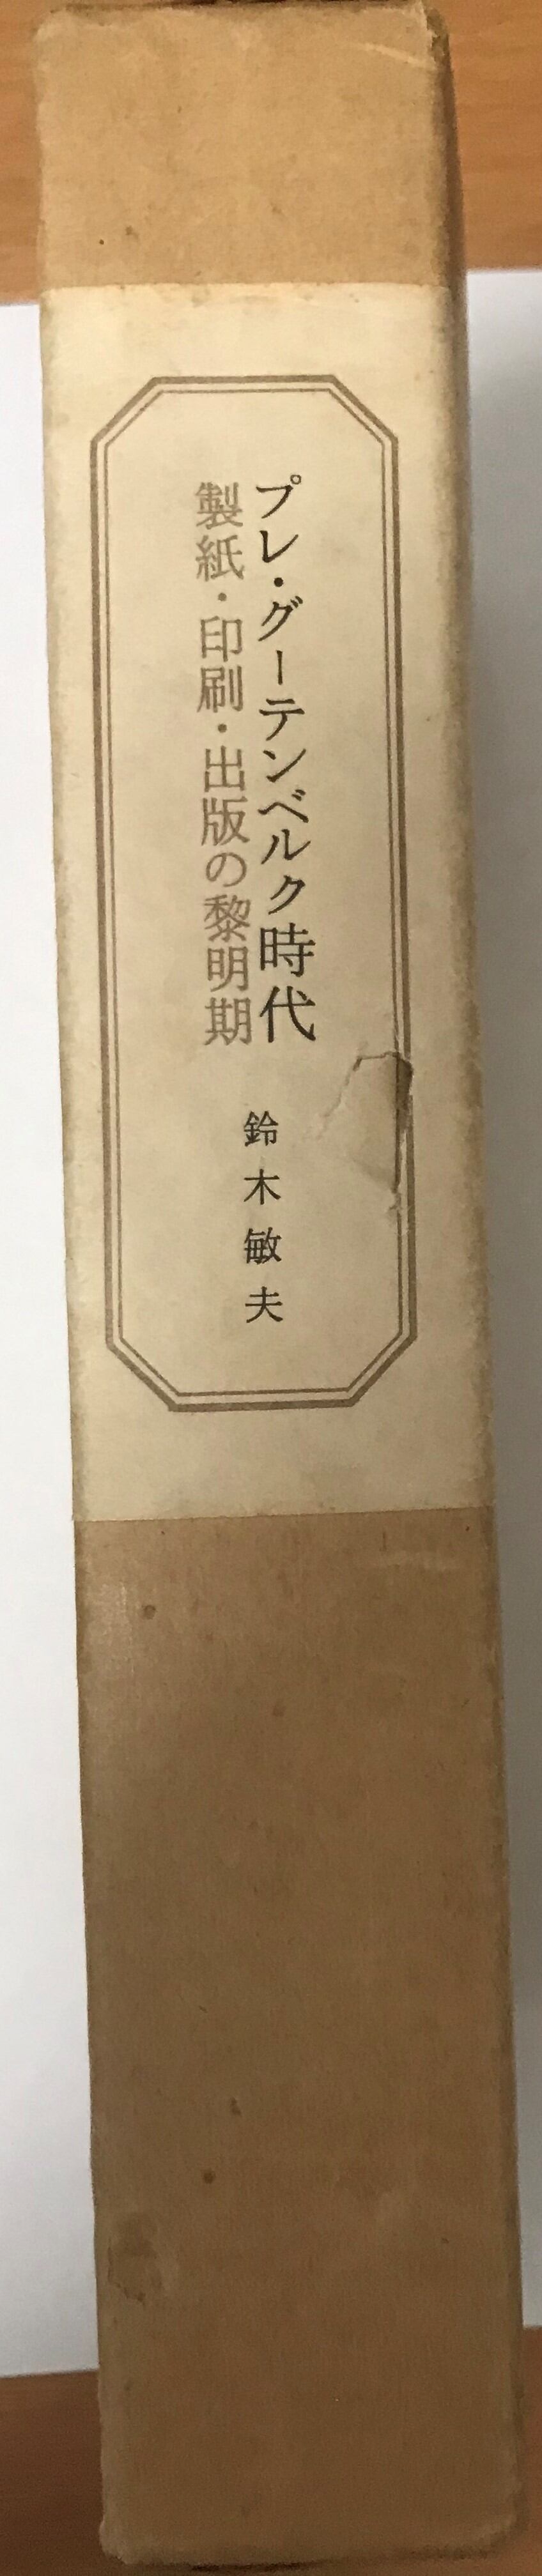 プレ・グーテンベルク時代
製紙・印刷・出版の黎明期
鈴木敏夫